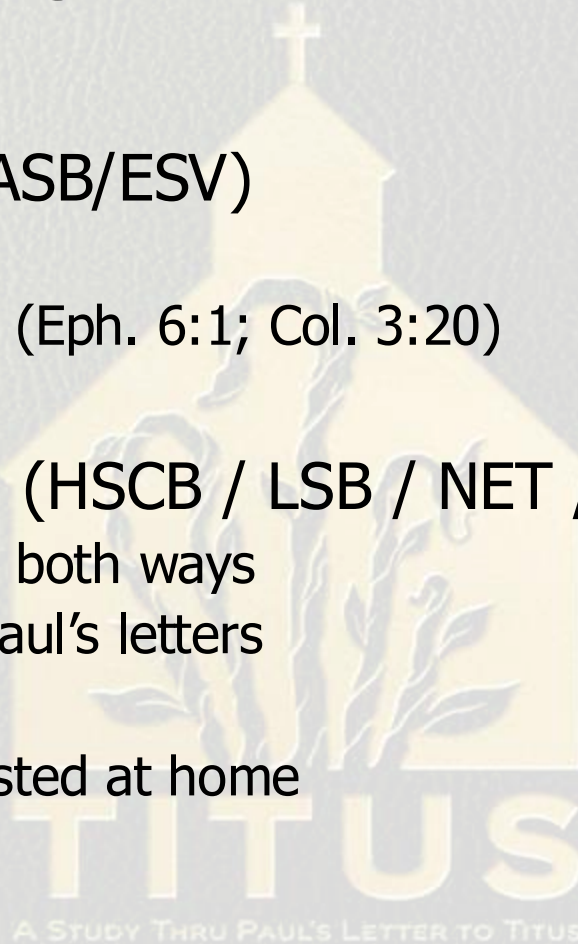 ASB/ESV)
(Eph. 6:1; Col. 3:20)
(HSCB / LSB / NET /
both ways
aul's letters
sted at home
TITUS
A STUDY THRU PAUL'S LETTER TO TITUS